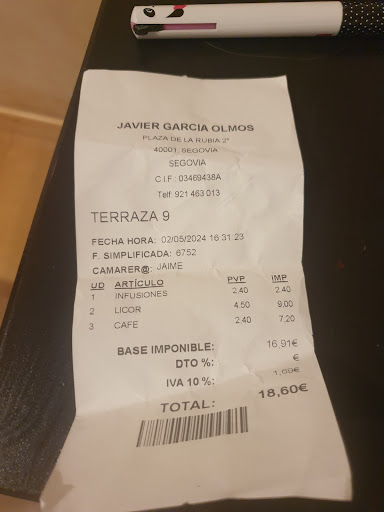 JAVIER GARCIA OLMOS
PLAZA DE LA RUBIA 2º
40001, SEGOVIA
SEGOVIA
C.I.F.: 03469438A
Telf: 921 463 013
TERRAZA 9
FECHA HORA: 02/05/2024 16:31:23
F. SIMPLIFICADA: 6752
CAMARER@: JAIME
UD ARTÍCULO PVP IMP
1 INFUSIONES 2,40 2,40
2 LICOR 4,50 9,00
3 CAFE 2,40 7,20
BASE IMPONIBLE: 16,91€
DTO %: €
IVA 10 %: 1,69€
TOTAL: 18,60€